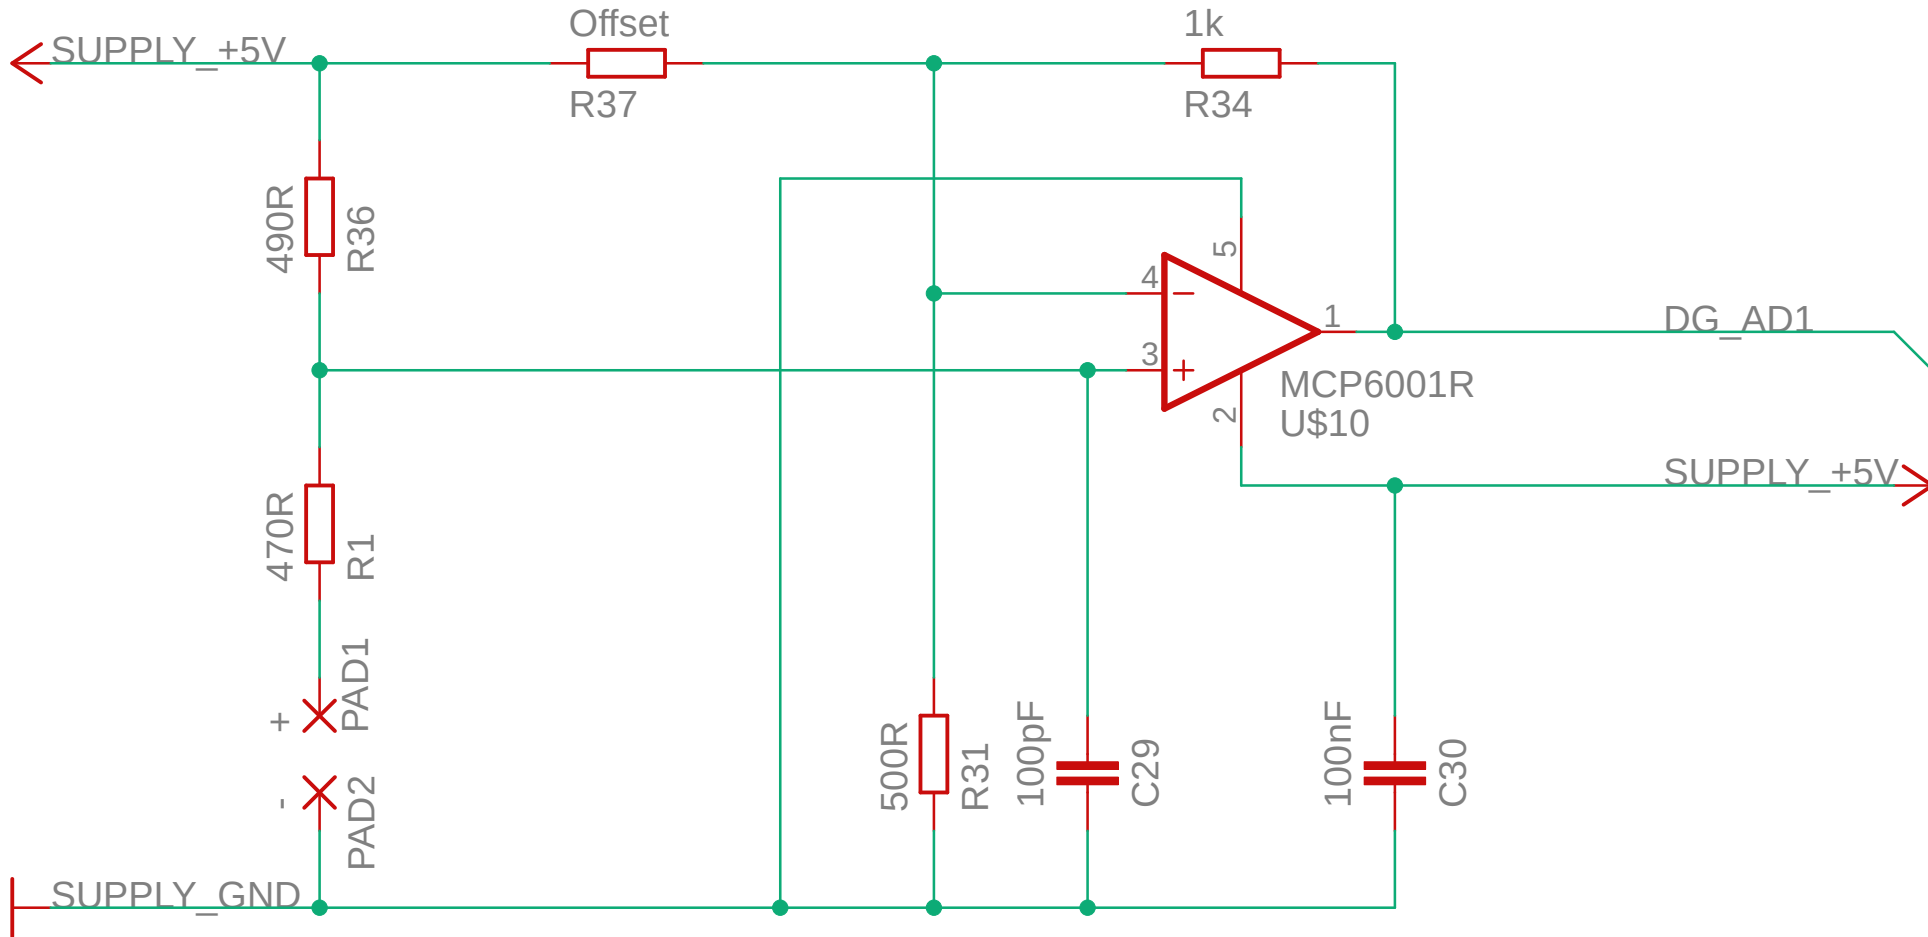 Offset
1k
SUPPLY_+5V
R37
R34
490R
R36
5
4
1
3
DG_AD1
MCP6001R
U$10
2
SUPPLY_+5V
470R
R1
+
PAD1
-
PAD2
500R
R31
100pF
C29
100nF
C30
SUPPLY_GND